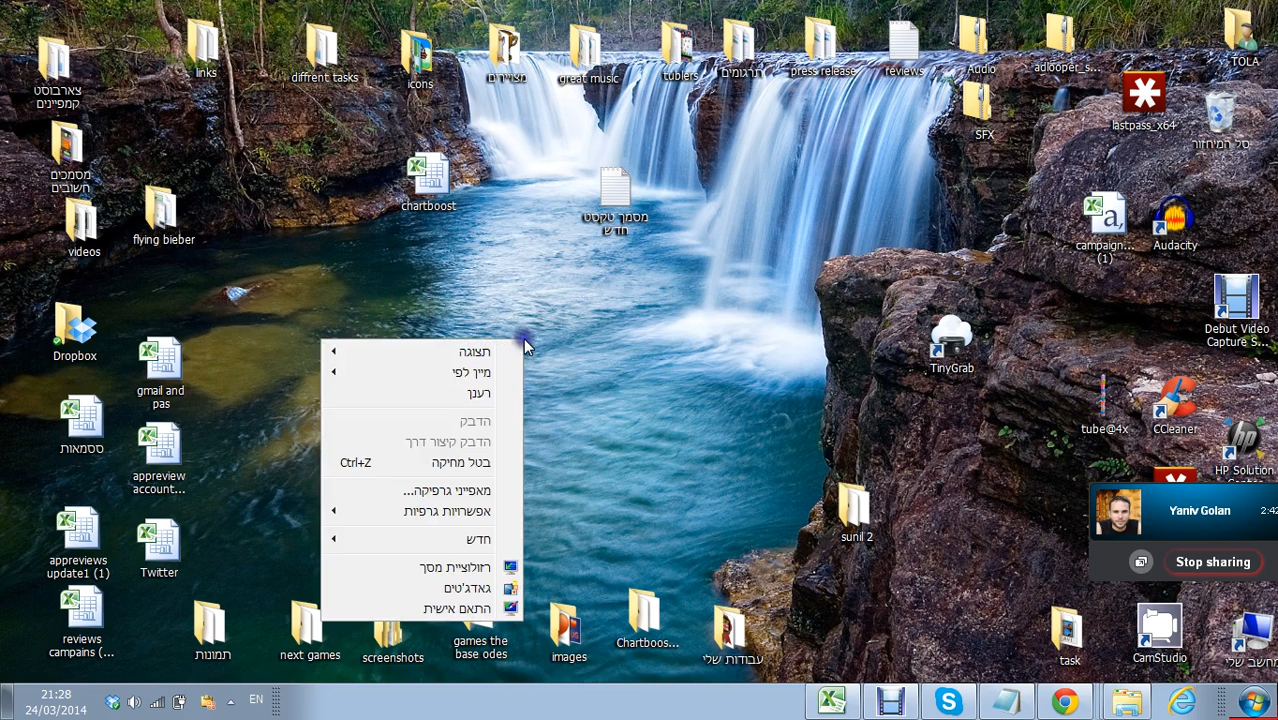 צארבוסט
קמפיינים
links
diffrent tasks
icons
מצויירים
great music
tublers
תרגומים
press release
reviews
Audio
adlooper_s...
TOLA
SFX
lastpass_x64
סל המיחזור
מסמכים
חשובים
videos
flying bieber
chartboost
מסמך טקסט
חדש
campaign...
(1)
Audacity
Debut Video
Capture S...
Dropbox
gmail and
pas
TinyGrab
tube@4x
CCleaner
HP Solution
ססמאות
appreview
account...
תצוגה
מיין לפי
רענן
הדבק
הדבק קיצור דרך
בטל מחיקה
Ctrl+Z
מאפייני גרפיקה...
אפשרויות גרפיות
חדש
רזולוציית מסך
גאדג'טים
התאם אישית
sunil 2
Yaniv Golan
2:42
Stop sharing
appreviews
update1 (1)
Twitter
reviews
campains (...
תמונות
next games
screenshots
games the
base odes
images
Chartboos...
עבודות שלי
task
CamStudio
מחשב שלי
21:28
24/03/2014
EN